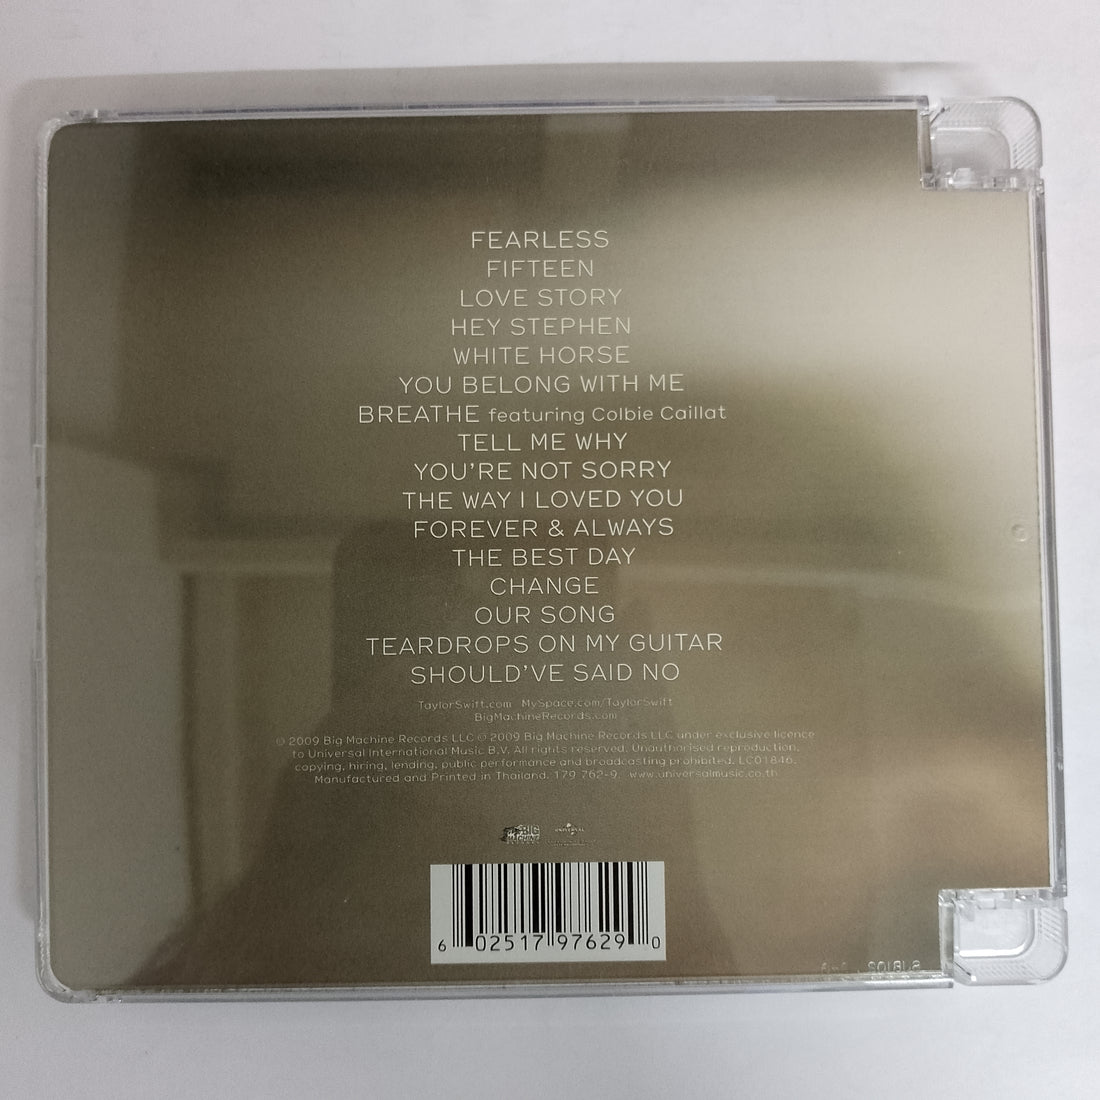 FEARLESS
FIFTEEN
LOVE STORY
HEY STEPHEN
WHITE HORSE
YOU BELONG WITH ME
BREATHE featuring Colbie Caillat
TELL ME WHY
YOU'RE NOT SORRY
THE WAY I LOVED YOU
FOREVER & ALWAYS
THE BEST DAY
CHANGE
OUR SONG
TEARDROPS ON MY GUITAR
SHOULD'VE SAID NO
TaylorSwift.com MySpace.com/TaylorSwift
BigMachineRecords.com
℗ 2009 Big Machine Records LLC © 2009 Big Machine Records LLC under exclusive licence
to Universal International Music B.V. All rights reserved. Unauthorised reproduction,
copying, hiring, lending, public performance and broadcasting prohibited. LC01846.
Manufactured and Printed in Thailand. 179 762-9. www.universalmusic.co.th
BIG MACHINE
UNIVERSAL
6 02517 97629 0